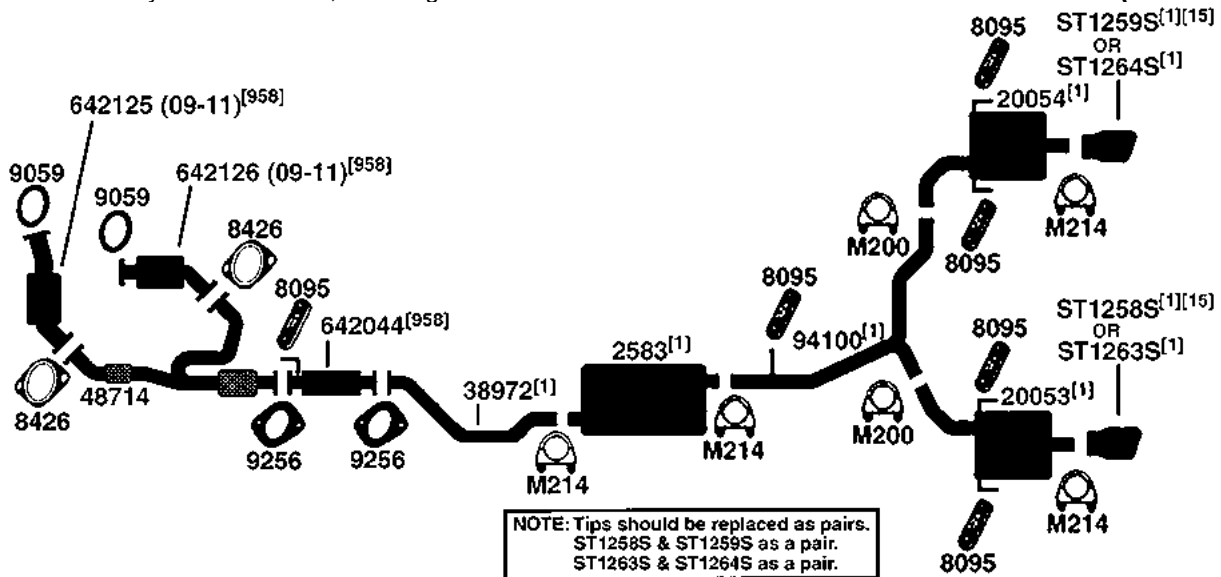 8095
ST1259S[1][15]
OR
ST1264S[1]
20054[1]
642125 (09-11)[958]
9059
9059
642126 (09-11)[958]
8426
M200
8095
M214
8095
642044[958]
8095
94100[1]
2583[1]
8095
ST1258S[1][15]
OR
ST1263S[1]
20053[1]
8426
48714
38972[1]
9256
9256
M214
M214
M200
M214
8095
NOTE: Tips should be replaced as pairs.
ST1258S & ST1259S as a pair.
ST1263S & ST1264S as a pair.